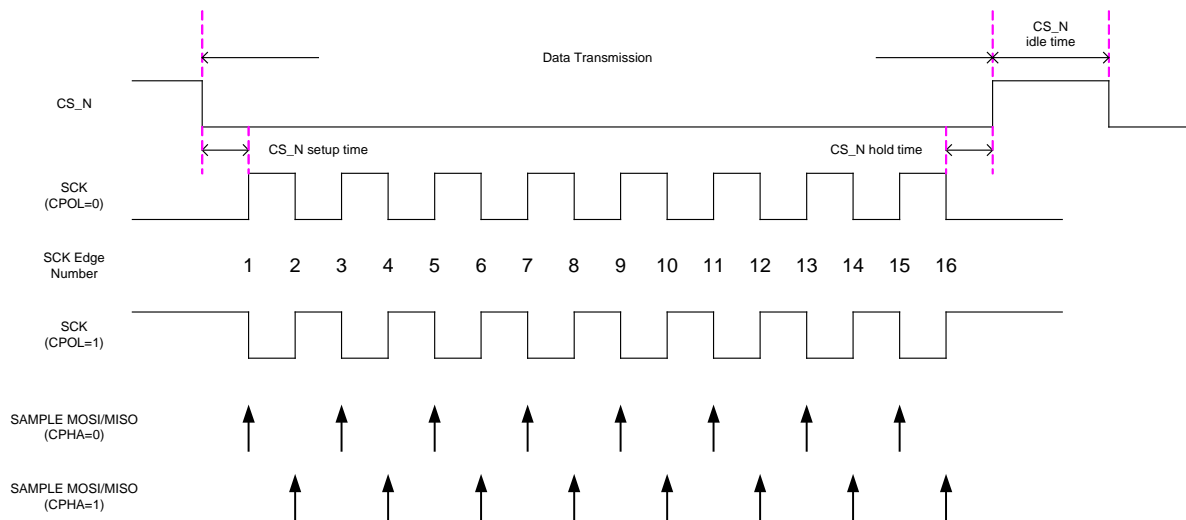 CS_N
idle time
Data Transmission
CS_N
CS_N setup time
CS_N hold time
SCK
(CPOL=0)
SCK Edge
Number
1 2 3 4 5 6 7 8 9 10 11 12 13 14 15 16
SCK
(CPOL=1)
SAMPLE MOSI/MISO
(CPHA=0)
SAMPLE MOSI/MISO
(CPHA=1)